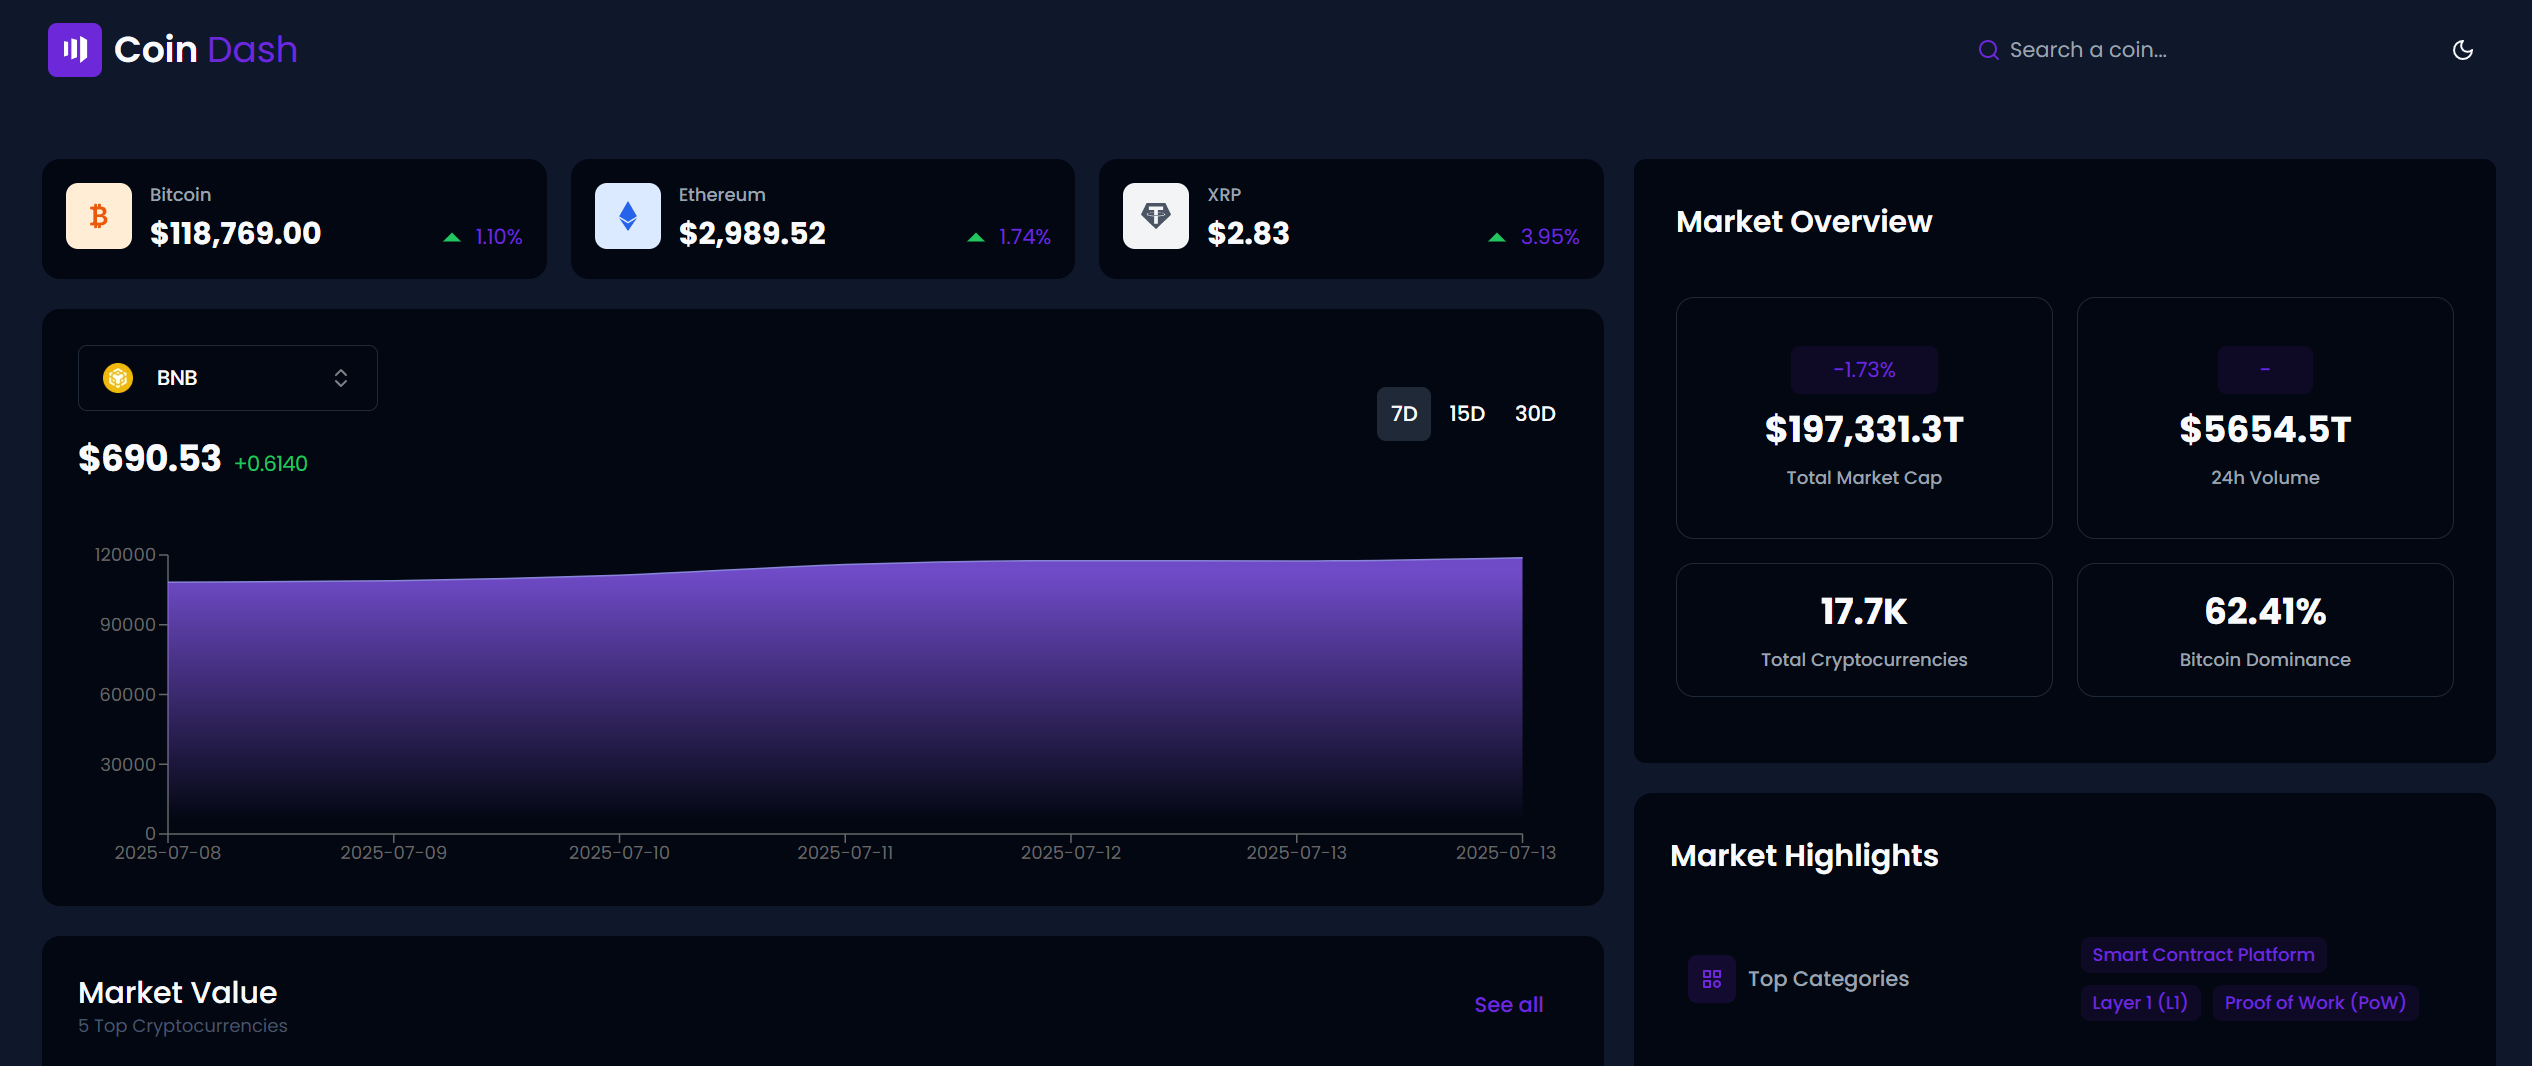 Coin Dash
Search a coin...
Bitcoin
$118,769.00
1.10%
Ethereum
$2,989.52
1.74%
XRP
$2.83
3.95%
BNB
$690.53 +0.6140
7D 15D 30D
120000
90000
60000
30000
0
2025-07-08 2025-07-09 2025-07-10 2025-07-11 2025-07-12 2025-07-13 2025-07-13
Market Value
5 Top Cryptocurrencies
See all
Market Overview
-1.73%
$197,331.3T
Total Market Cap
-
$5654.5T
24h Volume
17.7K
Total Cryptocurrencies
62.41%
Bitcoin Dominance
Market Highlights
Top Categories
Smart Contract Platform
Layer 1 (L1) Proof of Work (PoW)